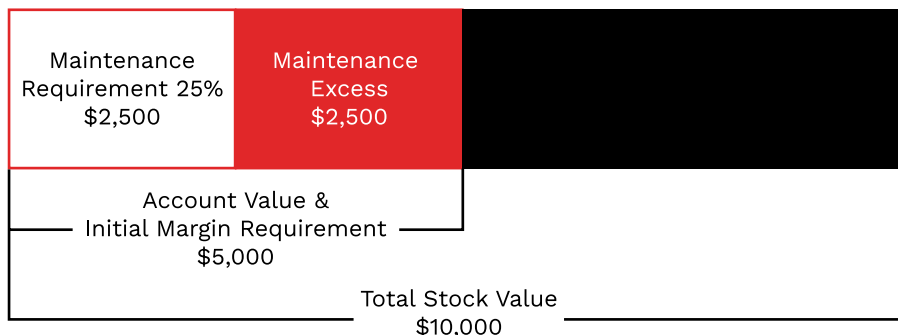 Maintenance
Requirement 25%
$2,500
Maintenance
Excess
$2,500
Account Value &
Initial Margin Requirement
$5,000
Total Stock Value
$10,000